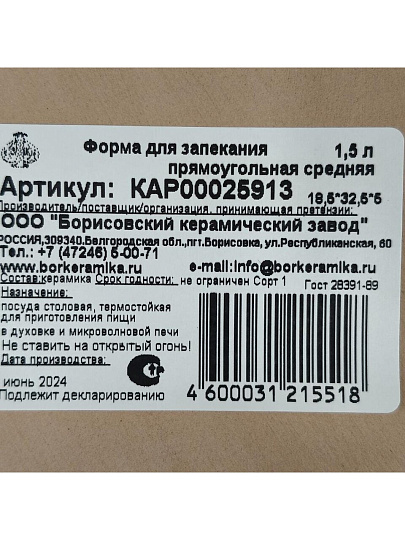 Форма для запекания 1,5 л
прямоугольная средняя
Артикул: КАР00025913 18,5*32,5*5
Производитель/поставщик/организация, принимающая претензии:
ООО "Борисовский керамический завод"
РОССИЯ,309340,Белгородская обл.,пгт.Борисовка, ул.Республиканская, 60
Тел.: +7 (47246) 5-00-71
www.borkeramika.ru e-mail:info@borkeramika.ru
Состав:керамика Срок годности: не ограничен Сорт 1 Гост 28391-89
Назначение:
посуда столовая, термостойкая
для приготовления пищи
в духовке и микроволновой печи
Не ставить на открытый огонь!
Дата производства:
июнь 2024
Подлежит декларированию
4 600031 215518